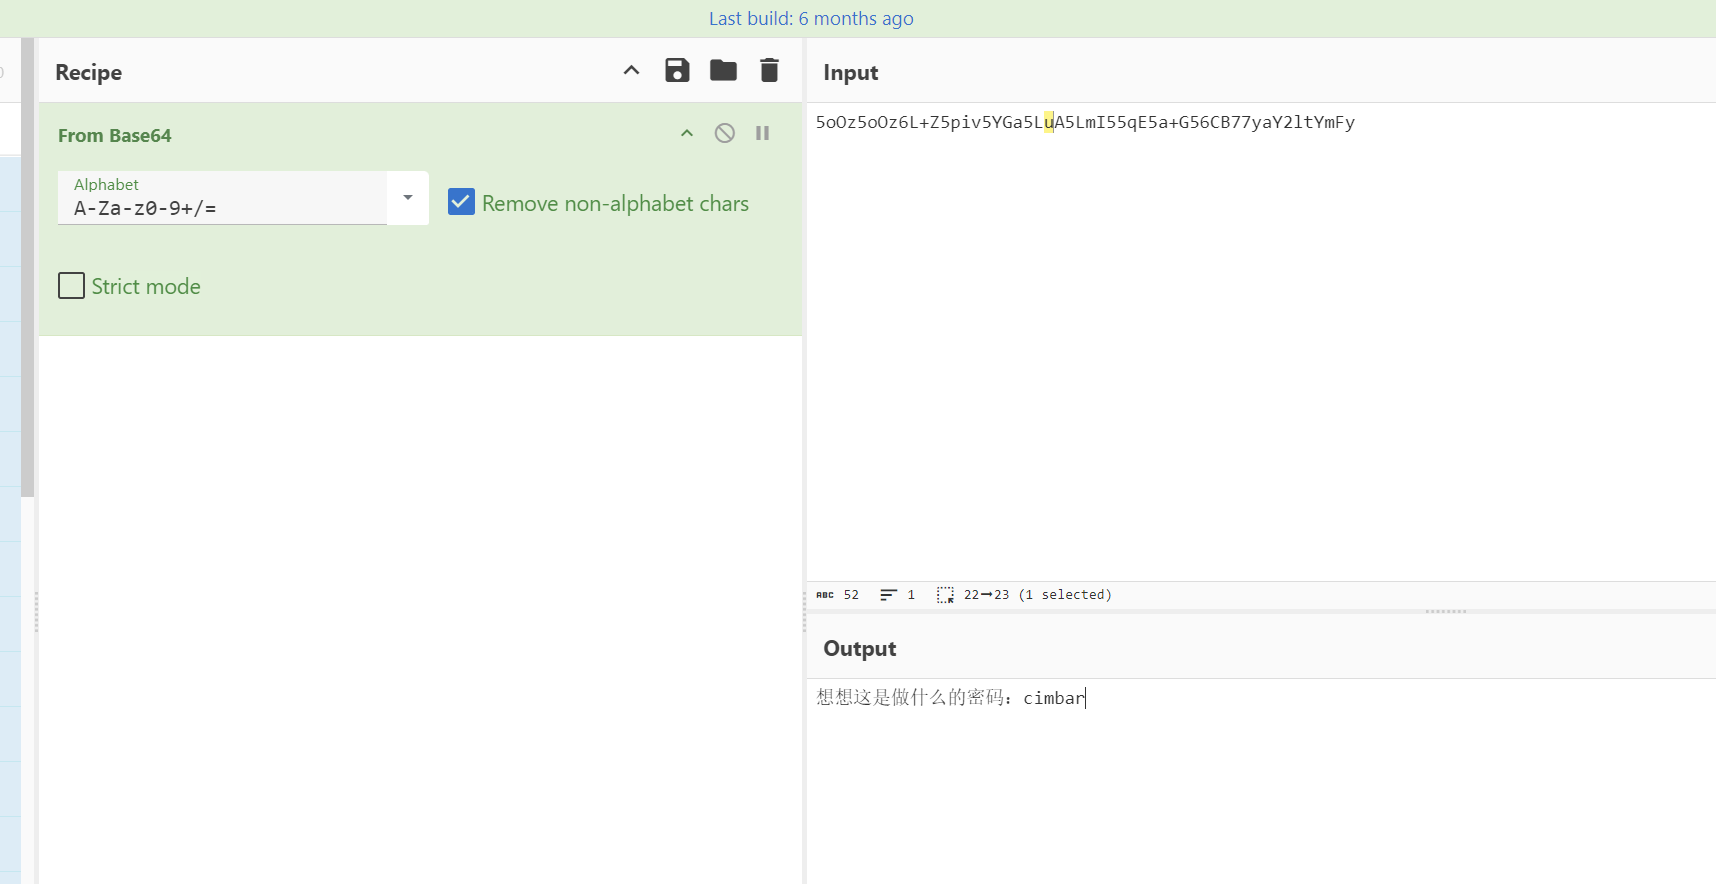 Last build: 6 months ago
Recipe
Input
From Base64
Alphabet
A-Za-z0-9+/=
Remove non-alphabet chars
Strict mode
5oOz5oOz6L+Z5piv5YGa5LuA5LmI55qE5a+G56CB77yaY2ltYmFy
ABC 52 1 22→23 (1 selected)
Output
想想这是做什么的密码：cimbar